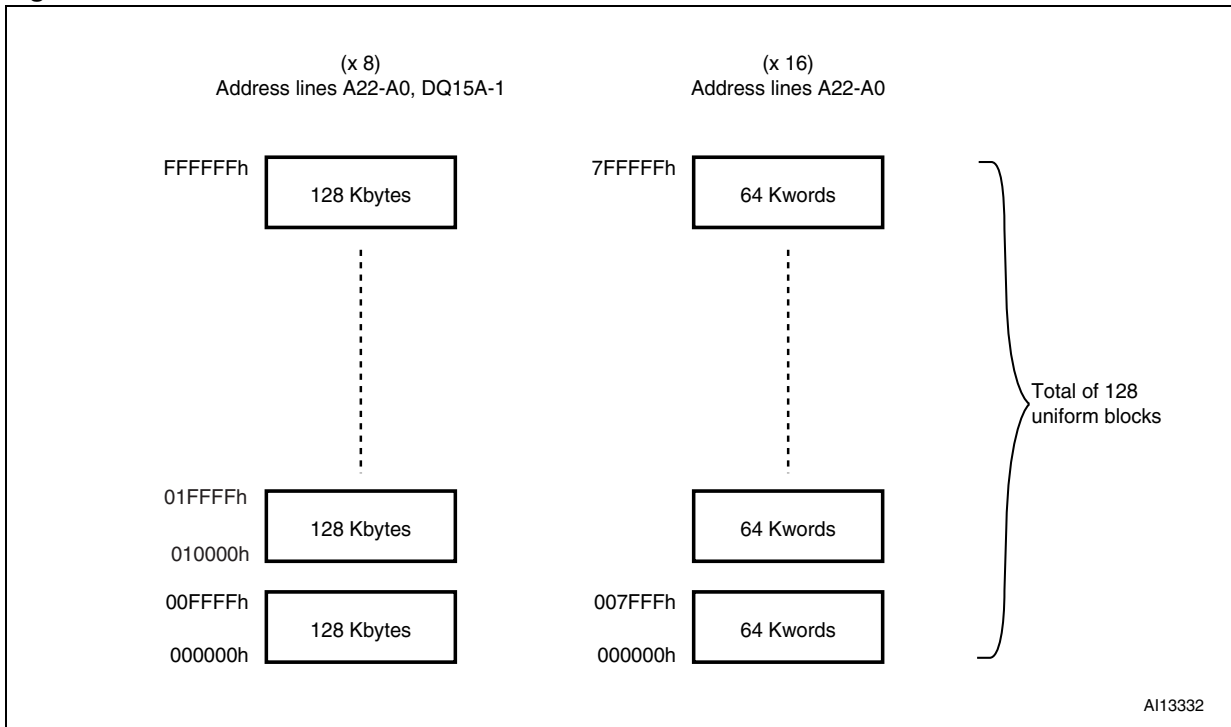 (x 8)
Address lines A22-A0, DQ15A-1
(x 16)
Address lines A22-A0
FFFFFFh
128 Kbytes
7FFFFFh
64 Kwords
Total of 128
uniform blocks
01FFFFh
128 Kbytes
010000h
64 Kwords
00FFFFh
128 Kbytes
000000h
007FFFh
64 Kwords
000000h
AI13332